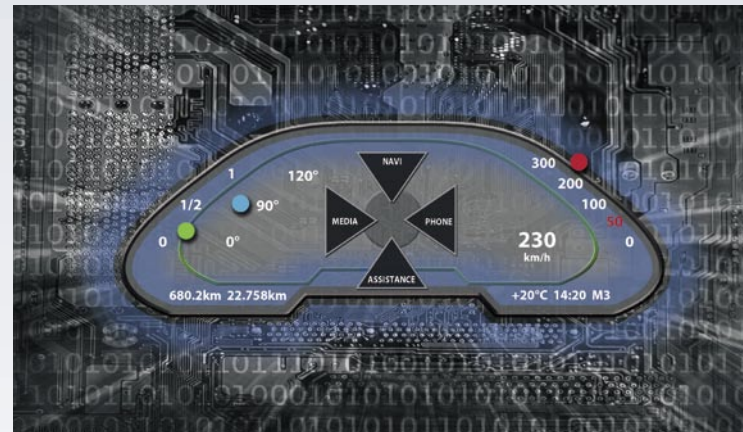 NAVI
300
1 120°
200
1/2 90° MEDIA PHONE 100
50
0 0° 230 0
km/h
ASSISTANCE
680.2km 22.758km +20°C 14:20 M3